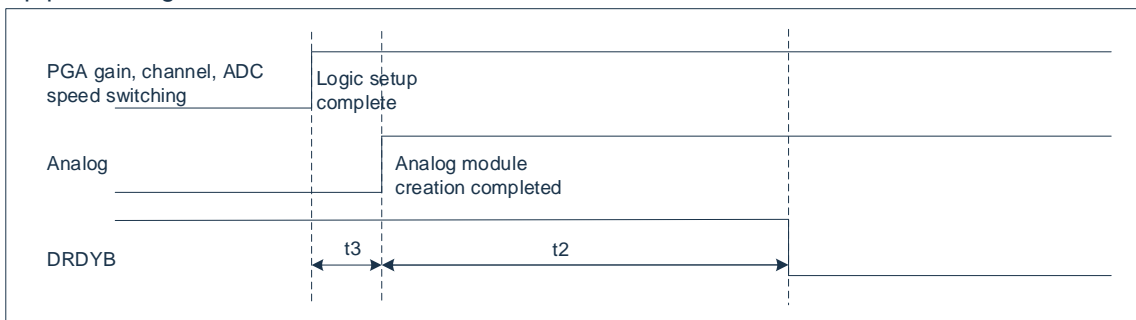 PGA gain, channel, ADC
speed switching
Logic setup
complete
Analog
Analog module
creation completed
DRDYB
t3
t2